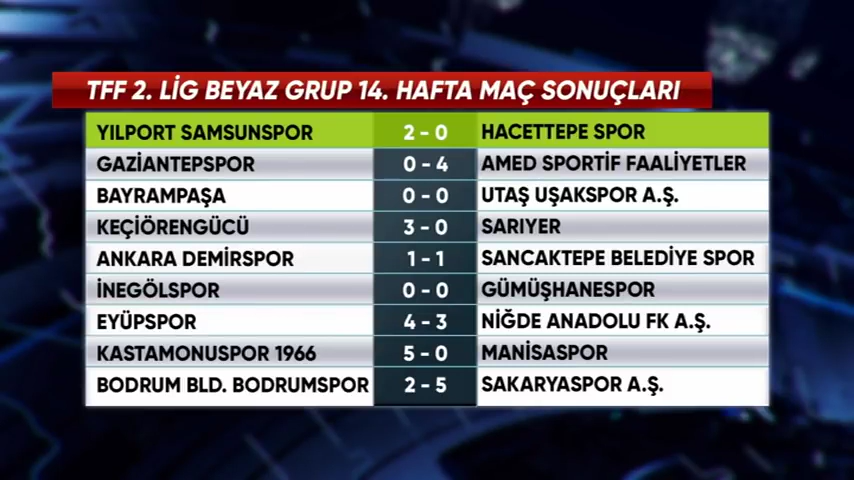 TFF 2. LİG BEYAZ GRUP 14. HAFTA MAÇ SONUÇLARI
YILPORT SAMSUNSPOR 2 - 0 HACETTEPE SPOR
GAZİANTEPSPOR 0 - 4 AMED SPORTİF FAALİYETLER
BAYRAMPAŞA 0 - 0 UTAŞ UŞAKSPOR A.Ş.
KEÇİÖRENGÜCÜ 3 - 0 SARIYER
ANKARA DEMİRSPOR 1 - 1 SANCAKTEPE BELEDİYE SPOR
İNEGÖLSPOR 0 - 0 GÜMÜŞHANESPOR
EYÜPSPOR 4 - 3 NİĞDE ANADOLU FK A.Ş.
KASTAMONUSPOR 1966 5 - 0 MANİSASPOR
BODRUM BLD. BODRUMSPOR 2 - 5 SAKARYASPOR A.Ş.